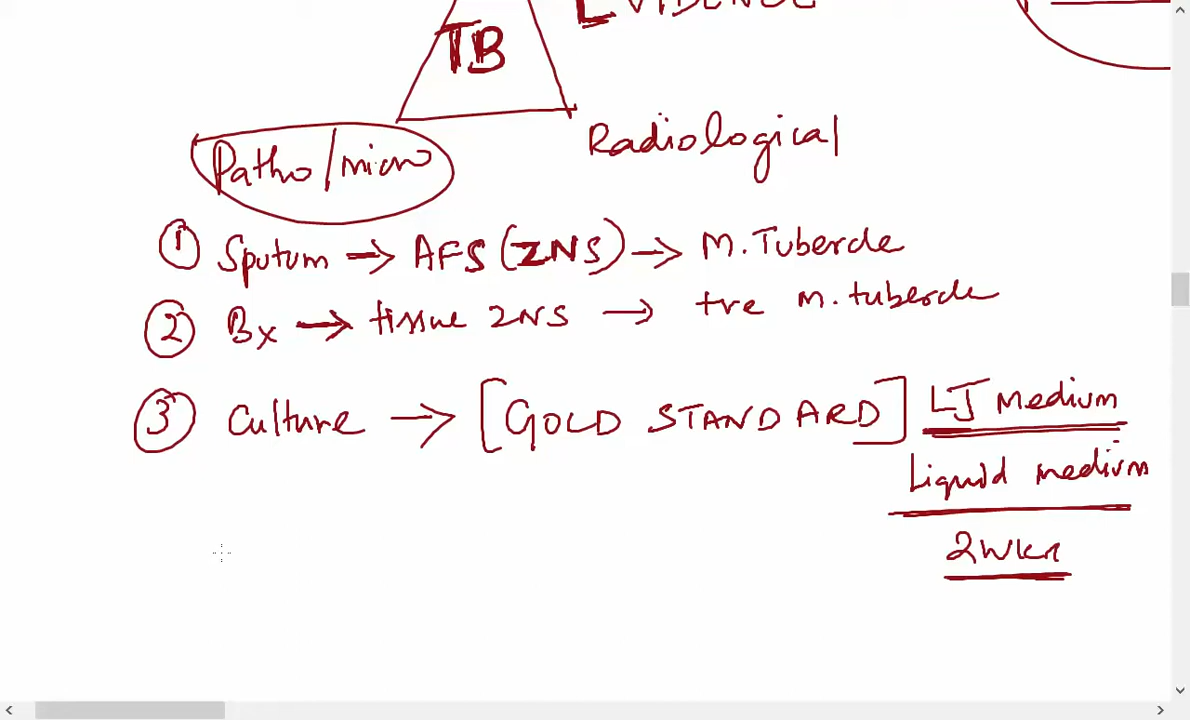 EVIDENCE
TB
Radiological
Patho/micro
① Sputum → AFS (ZNS) → M. Tubercle
② Bx → tissue ZNS → +ve m. tubercle
③ Culture → [GOLD STANDARD] LJ Medium
Liquid medium
2wks